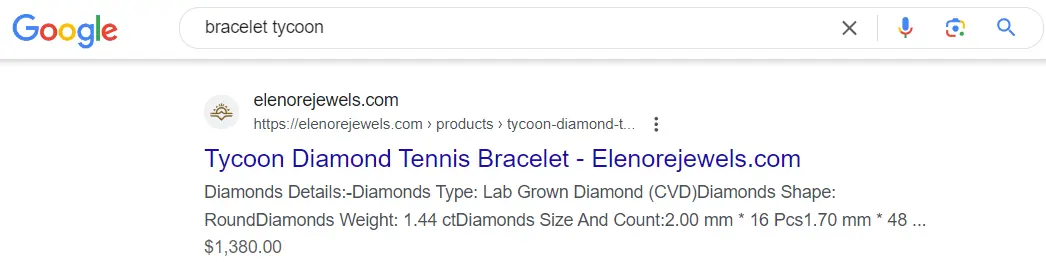 Google
bracelet tycoon
elenorejewels.com
https://elenorejewels.com › products › tycoon-diamond-t...
Tycoon Diamond Tennis Bracelet - Elenorejewels.com
Diamonds Details:-Diamonds Type: Lab Grown Diamond (CVD)Diamonds Shape:
RoundDiamonds Weight: 1.44 ctDiamonds Size And Count:2.00 mm * 16 Pcs1.70 mm * 48 ...
$1,380.00